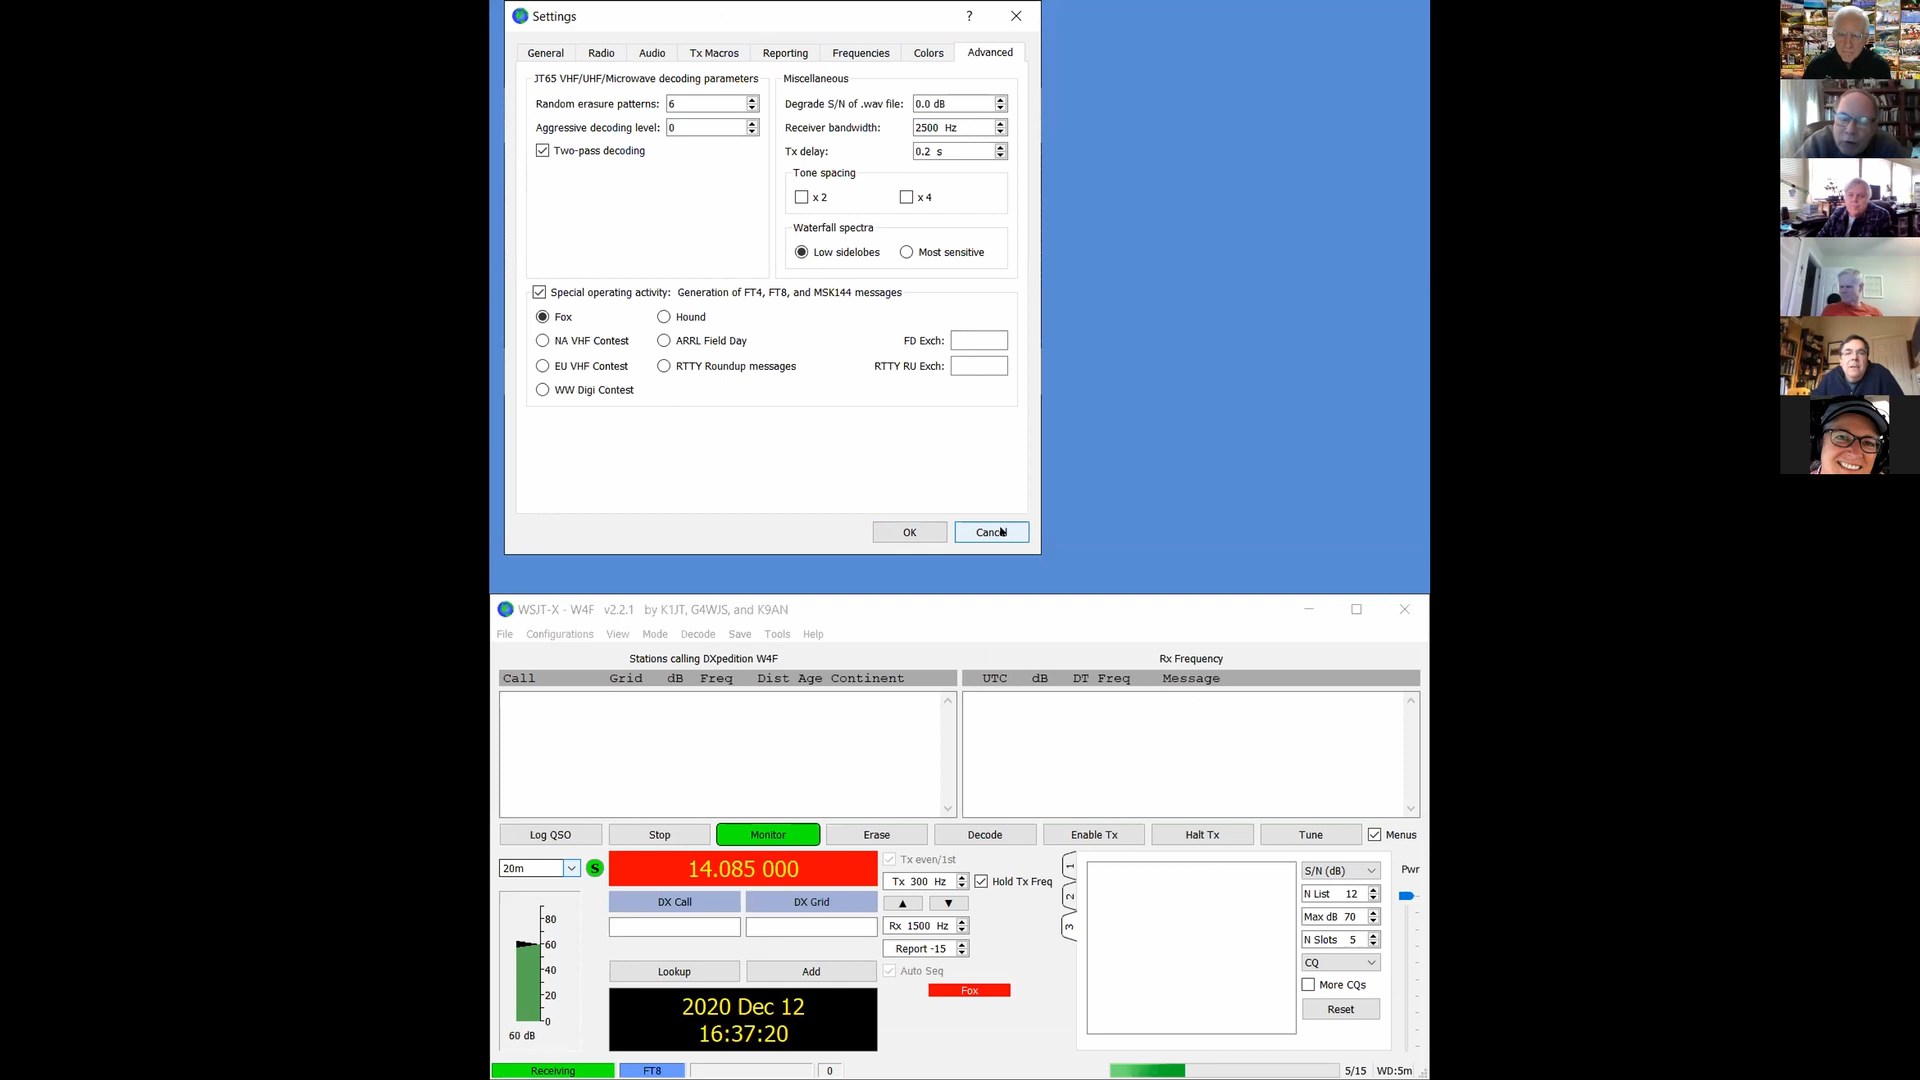 Settings
?
General Radio Audio Tx Macros Reporting Frequencies Colors Advanced
JT65 VHF/UHF/Microwave decoding parameters
Random erasure patterns: 6
Aggressive decoding level: 0
Two-pass decoding
Miscellaneous
Degrade S/N of .wav file: 0.0 dB
Receiver bandwidth: 2500 Hz
Tx delay: 0.2 s
Tone spacing
x 2 x 4
Waterfall spectra
Low sidelobes Most sensitive
Special operating activity: Generation of FT4, FT8, and MSK144 messages
Fox Hound
NA VHF Contest ARRL Field Day FD Exch:
EU VHF Contest RTTY Roundup messages RTTY RU Exch:
WW Digi Contest
OK Cancel
WSJT-X - W4F v2.2.1 by K1JT, G4WJS, and K9AN
File Configurations View Mode Decode Save Tools Help
Stations calling DXpedition W4F
Call Grid dB Freq Dist Age Continent
Rx Frequency
UTC dB DT Freq Message
Log QSO Stop Monitor Erase Decode Enable Tx Halt Tx Tune Menus
20m S 14.085 000
Tx even/1st
Tx 300 Hz Hold Tx Freq
DX Call DX Grid
Rx 1500 Hz
Report -15
Lookup Add
Auto Seq
Fox
2020 Dec 12
16:37:20
80
60
40
20
0
60 dB
1
2
3
S/N (dB)
N List 12
Max dB 70
N Slots 5
CQ
More CQs
Reset
Pwr
Receiving FT8 0 5/15 WD:5m